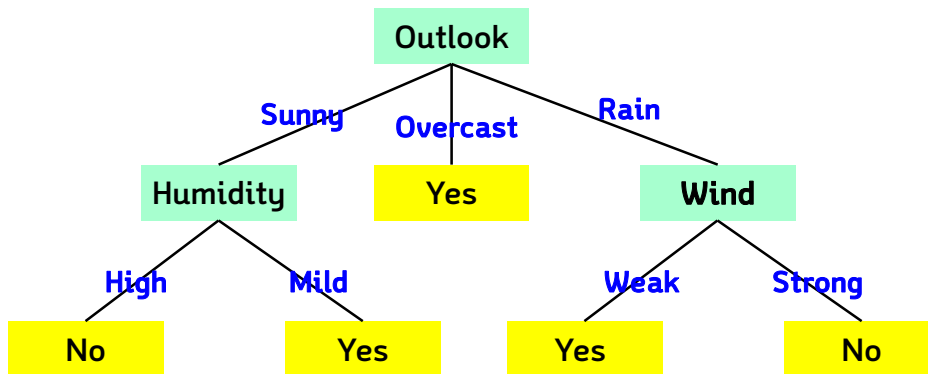 Outlook
Sunny
Overcast
Rain
Humidity
Yes
Wind
High
Mild
Weak
Strong
No
Yes
Yes
No